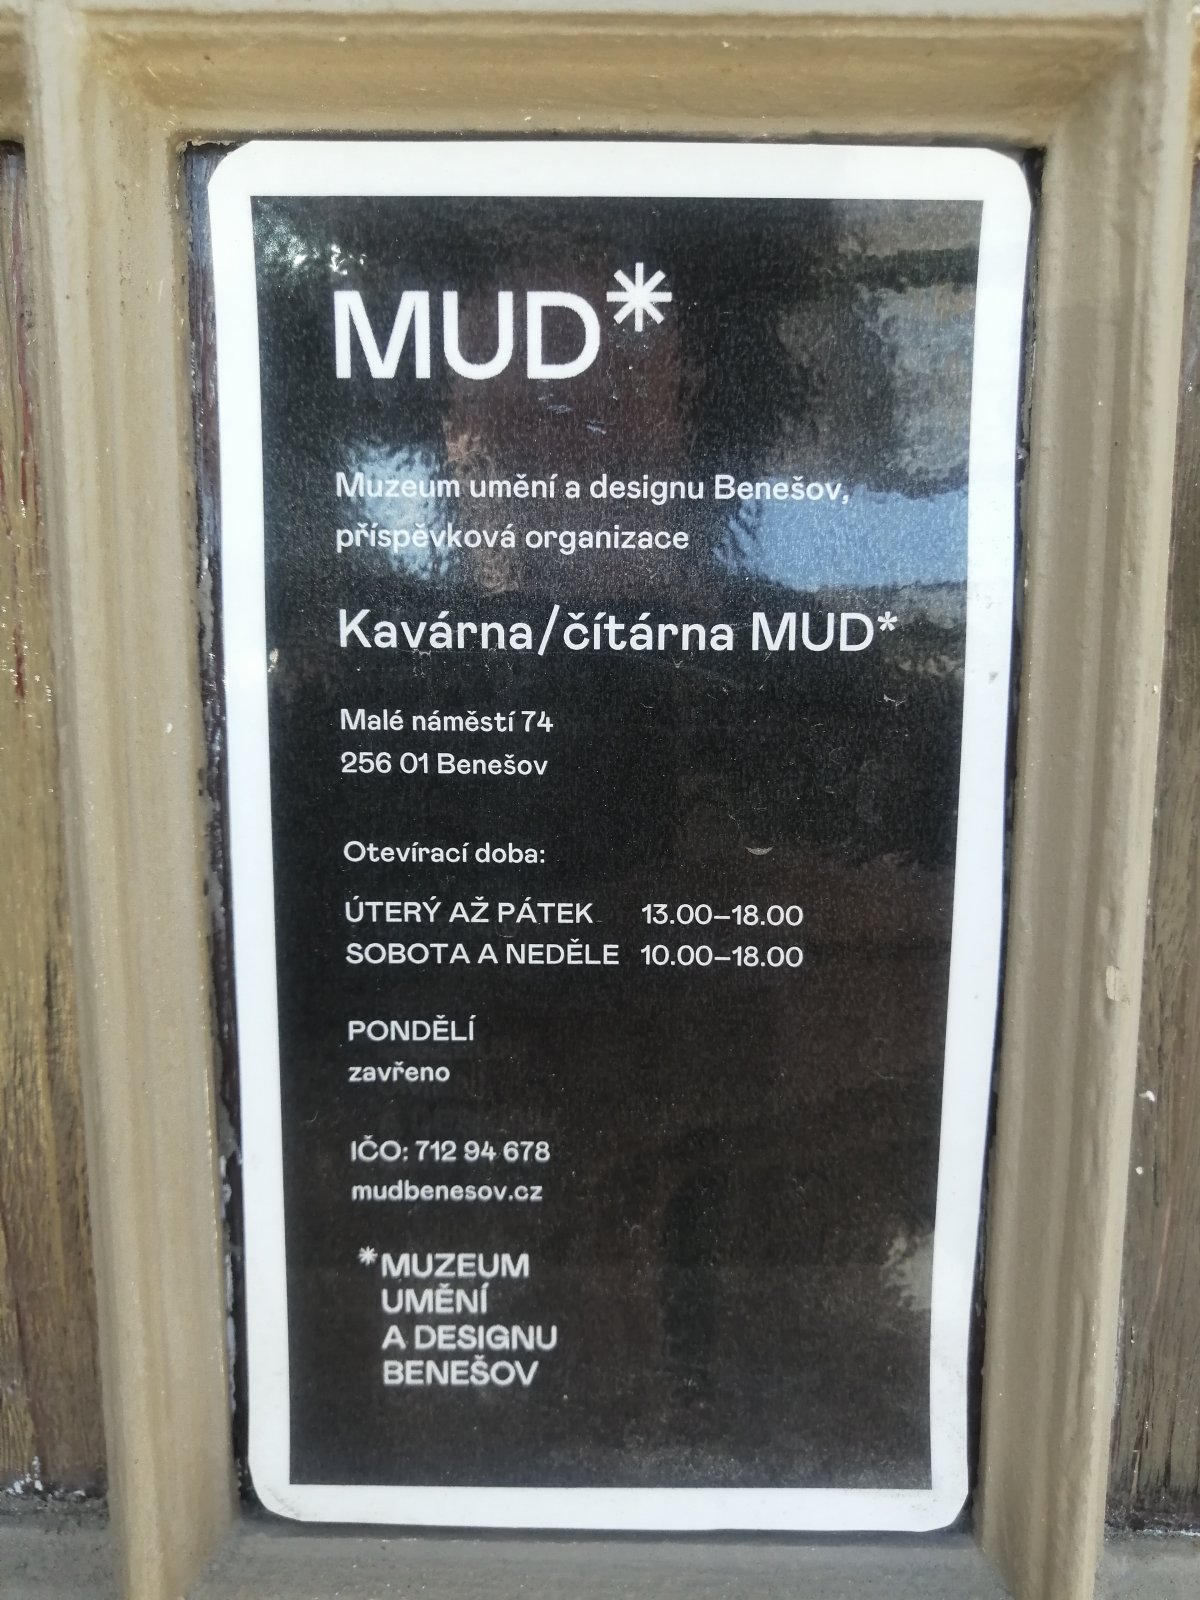 MUD*
Muzeum umění a designu Benešov,
příspěvková organizace
Kavárna/čítárna MUD*
Malé náměstí 74
256 01 Benešov
Otevírací doba:
ÚTERÝ AŽ PÁTEK 13.00–18.00
SOBOTA A NEDĚLE 10.00–18.00
PONDĚLÍ
zavřeno
IČO: 712 94 678
mudbenesov.cz
*MUZEUM
UMĚNÍ
A DESIGNU
BENEŠOV